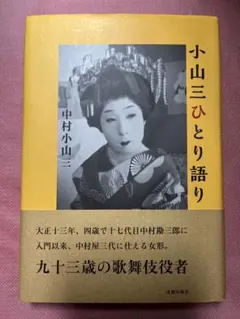 小山三ひとり語り
中村小山三
大正十三年、四歳で十七代目中村勘三郎に
入門以来、中村屋三代に仕える女形。
九十三歳の歌舞伎役者